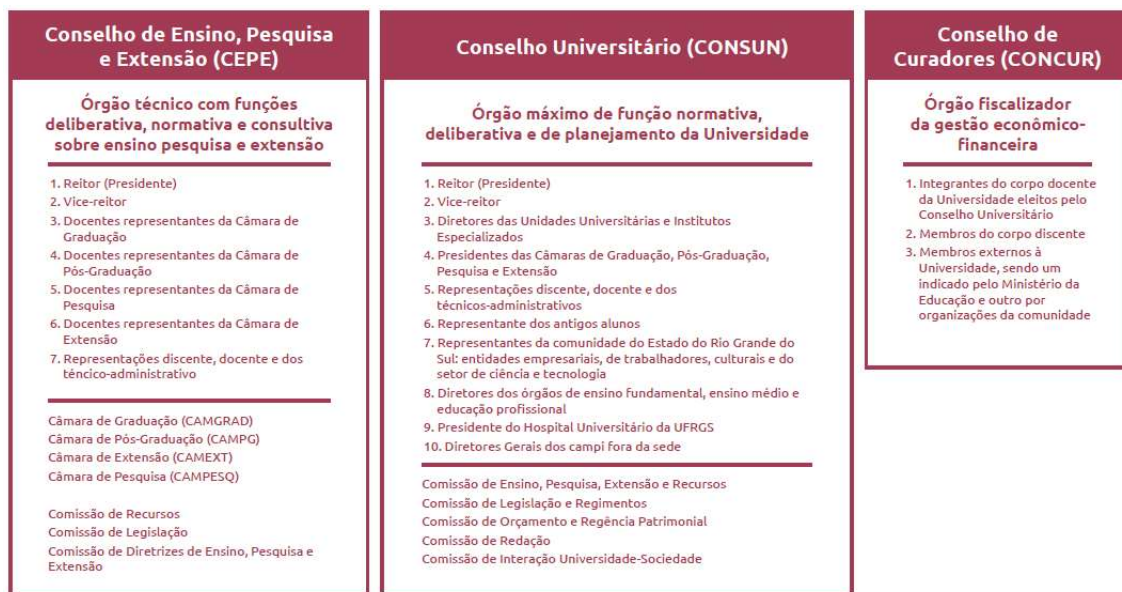 Conselho de Ensino, Pesquisa
e Extensão (CEPE)
Órgão técnico com funções
deliberativa, normativa e consultiva
sobre ensino pesquisa e extensão
1. Reitor (Presidente)
2. Vice-reitor
3. Docentes representantes da Câmara de
Graduação
4. Docentes representantes da Câmara de
Pós-Graduação
5. Docentes representantes da Câmara de
Pesquisa
6. Docentes representantes da Câmara de
Extensão
7. Representações discente, docente e dos
téncico-administrativo
Câmara de Graduação (CAMGRAD)
Câmara de Pós-Graduação (CAMPG)
Câmara de Extensão (CAMEXT)
Câmara de Pesquisa (CAMPESQ)
Comissão de Recursos
Comissão de Legislação
Comissão de Diretrizes de Ensino, Pesquisa e
Extensão
Conselho Universitário (CONSUN)
Órgão máximo de função normativa,
deliberativa e de planejamento da Universidade
1. Reitor (Presidente)
2. Vice-reitor
3. Diretores das Unidades Universitárias e Institutos
Especializados
4. Presidentes das Câmaras de Graduação, Pós-Graduação,
Pesquisa e Extensão
5. Representações discente, docente e dos
técnicos-administrativos
6. Representante dos antigos alunos
7. Representantes da comunidade do Estado do Rio Grande do
Sul: entidades empresariais, de trabalhadores, culturais e do
setor de ciência e tecnologia
8. Diretores dos órgãos de ensino fundamental, ensino médio e
educação profissional
9. Presidente do Hospital Universitário da UFRGS
10. Diretores Gerais dos campi fora da sede
Comissão de Ensino, Pesquisa, Extensão e Recursos
Comissão de Legislação e Regimentos
Comissão de Orçamento e Regência Patrimonial
Comissão de Redação
Comissão de Interação Universidade-Sociedade
Conselho de
Curadores (CONCUR)
Órgão fiscalizador
da gestão econômico-
financeira
1. Integrantes do corpo docente
da Universidade eleitos pelo
Conselho Universitário
2. Membros do corpo discente
3. Membros externos à
Universidade, sendo um
indicado pelo Ministério da
Educação e outro por
organizações da comunidade